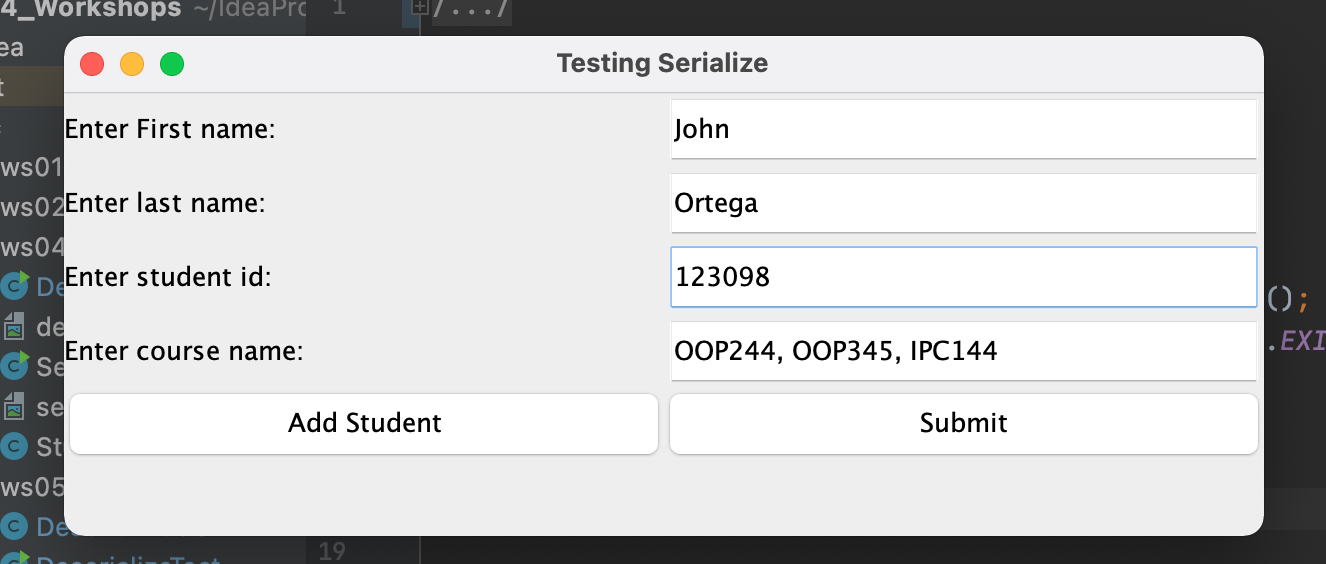 4_Workshops ~/IdeaPro
1
/.../
ea
t
Testing Serialize
Enter First name:
John
ws01
Enter last name:
Ortega
ws02
ws04
Enter student id:
123098
De
();
de
Enter course name:
OOP244, OOP345, IPC144
.EXI
Se
se
Add Student
Submit
St
ws05
De
19
DeserializeTest